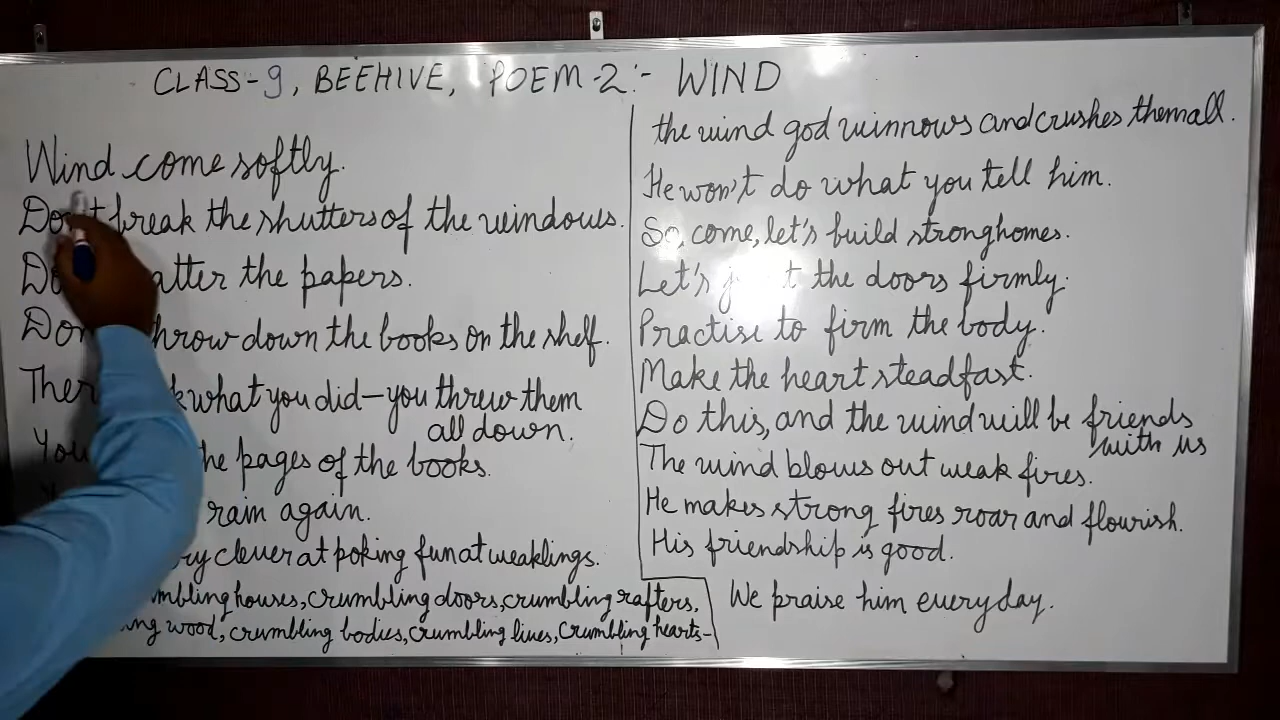 CLASS-9, BEEHIVE, POEM-2:- WIND
Wind come softly.
Don't break the shutters of the windows.
the papers.
down the books on the shelf.
what you did—you threw them
all down.
pages of the books.
rain again.
clever at poking fun at weaklings.
houses, crumbling doors, crumbling rafters,
wood, crumbling bodies, crumbling lives, crumbling hearts—
the wind god winnows and crushes them all.
He won't do what you tell him.
So, come, let's build strong homes.
Let's the doors firmly.
Practise to firm the body.
Make the heart steadfast.
Do this, and the wind will be friends
with us
The wind blows out weak fires.
He makes strong fires roar and flourish.
His friendship is good.
We praise him every day.